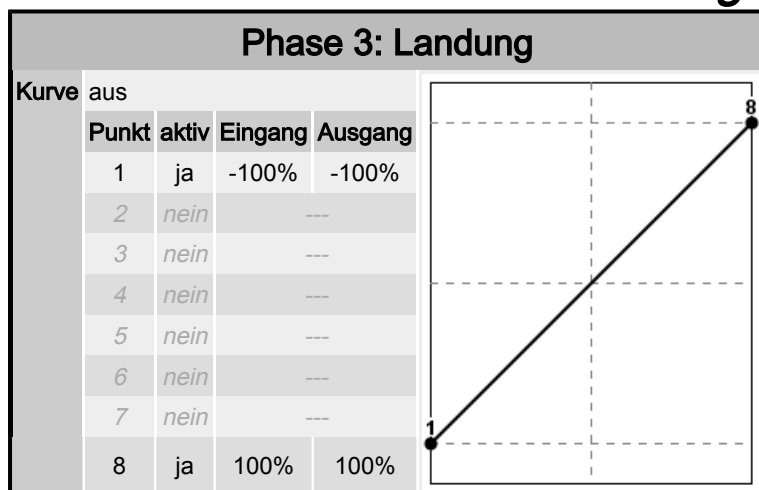 Phase 3: Landung
Kurve aus
Punkt aktiv Eingang Ausgang
1 ja -100% -100%
2 nein ---
3 nein ---
4 nein ---
5 nein ---
6 nein ---
7 nein ---
8 ja 100% 100%
8
1